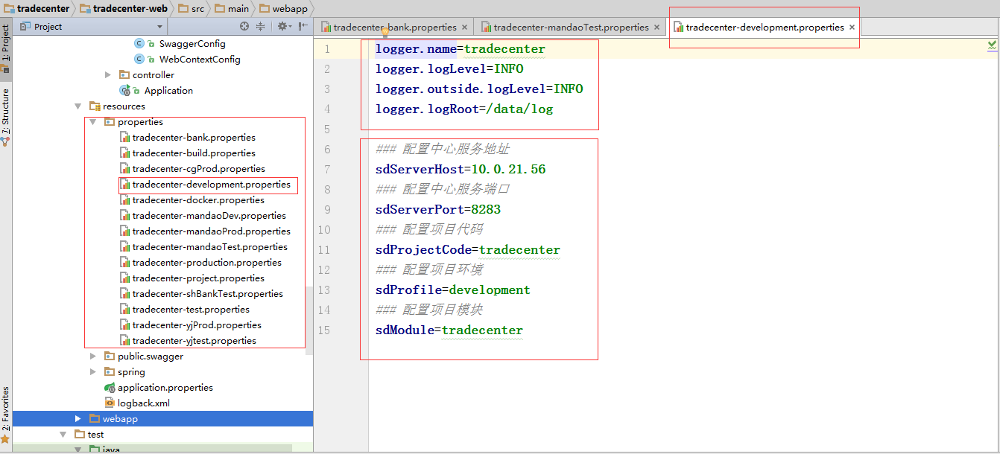 tradecenter tradecenter-web src main webapp
1: Project
7: Structure
2: Favorites
Project
SwaggerConfig
WebContextConfig
controller
Application
resources
properties
tradecenter-bank.properties
tradecenter-build.properties
tradecenter-cgProd.properties
tradecenter-development.properties
tradecenter-docker.properties
tradecenter-mandaoDev.properties
tradecenter-mandaoProd.properties
tradecenter-mandaoTest.properties
tradecenter-production.properties
tradecenter-project.properties
tradecenter-shBankTest.properties
tradecenter-test.properties
tradecenter-yjProd.properties
tradecenter-yjtest.properties
public.swagger
spring
application.properties
logback.xml
webapp
test
java
tradecenter-bank.properties tradecenter-mandaoTest.properties tradecenter-development.properties
1 logger.name=tradecenter
2 logger.logLevel=INFO
3 logger.outside.logLevel=INFO
4 logger.logRoot=/data/log
5
6 ### 配置中心服务地址
7 sdServerHost=10.0.21.56
8 ### 配置中心服务端口
9 sdServerPort=8283
10 ### 配置项目代码
11 sdProjectCode=tradecenter
12 ### 配置项目环境
13 sdProfile=development
14 ### 配置项目模块
15 sdModule=tradecenter